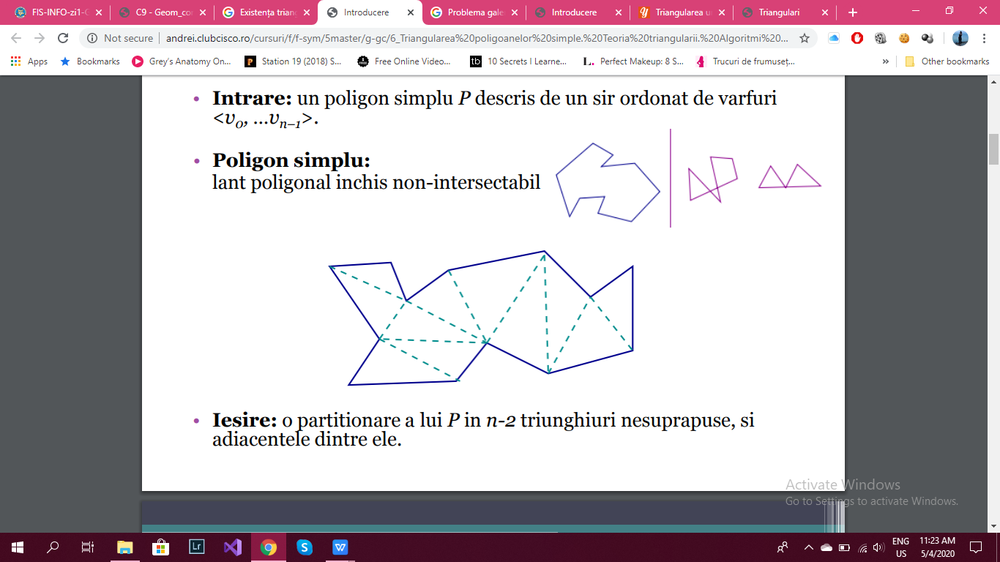 FIS-INFO-zi1-G
C9 - Geom_co
Existența trian
Introducere
Problema gale
Introducere
Triangularea u
Triangulari
Not secure
andrei.clubcisco.ro/cursuri/f/f-sym/5master/g-gc/6_Triangularea%20poligoanelor%20simple.%20Teoria%20triangularii.%20Algoritmi%20...
Apps
Bookmarks
Grey's Anatomy On...
Station 19 (2018) S...
Free Online Video...
tb
10 Secrets I Learne...
L.
Perfect Makeup: 8 S...
Trucuri de frumuseț...
»
Other bookmarks
• Intrare: un poligon simplu P descris de un sir ordonat de varfuri
<v0, ...vn–1>.
• Poligon simplu:
lant poligonal inchis non-intersectabil
• Iesire: o partitionare a lui P in n-2 triunghiuri nesuprapuse, si
adiacentele dintre ele.
Activate Windows
Go to Settings to activate Windows.
Lr
ENG
US
11:23 AM
5/4/2020